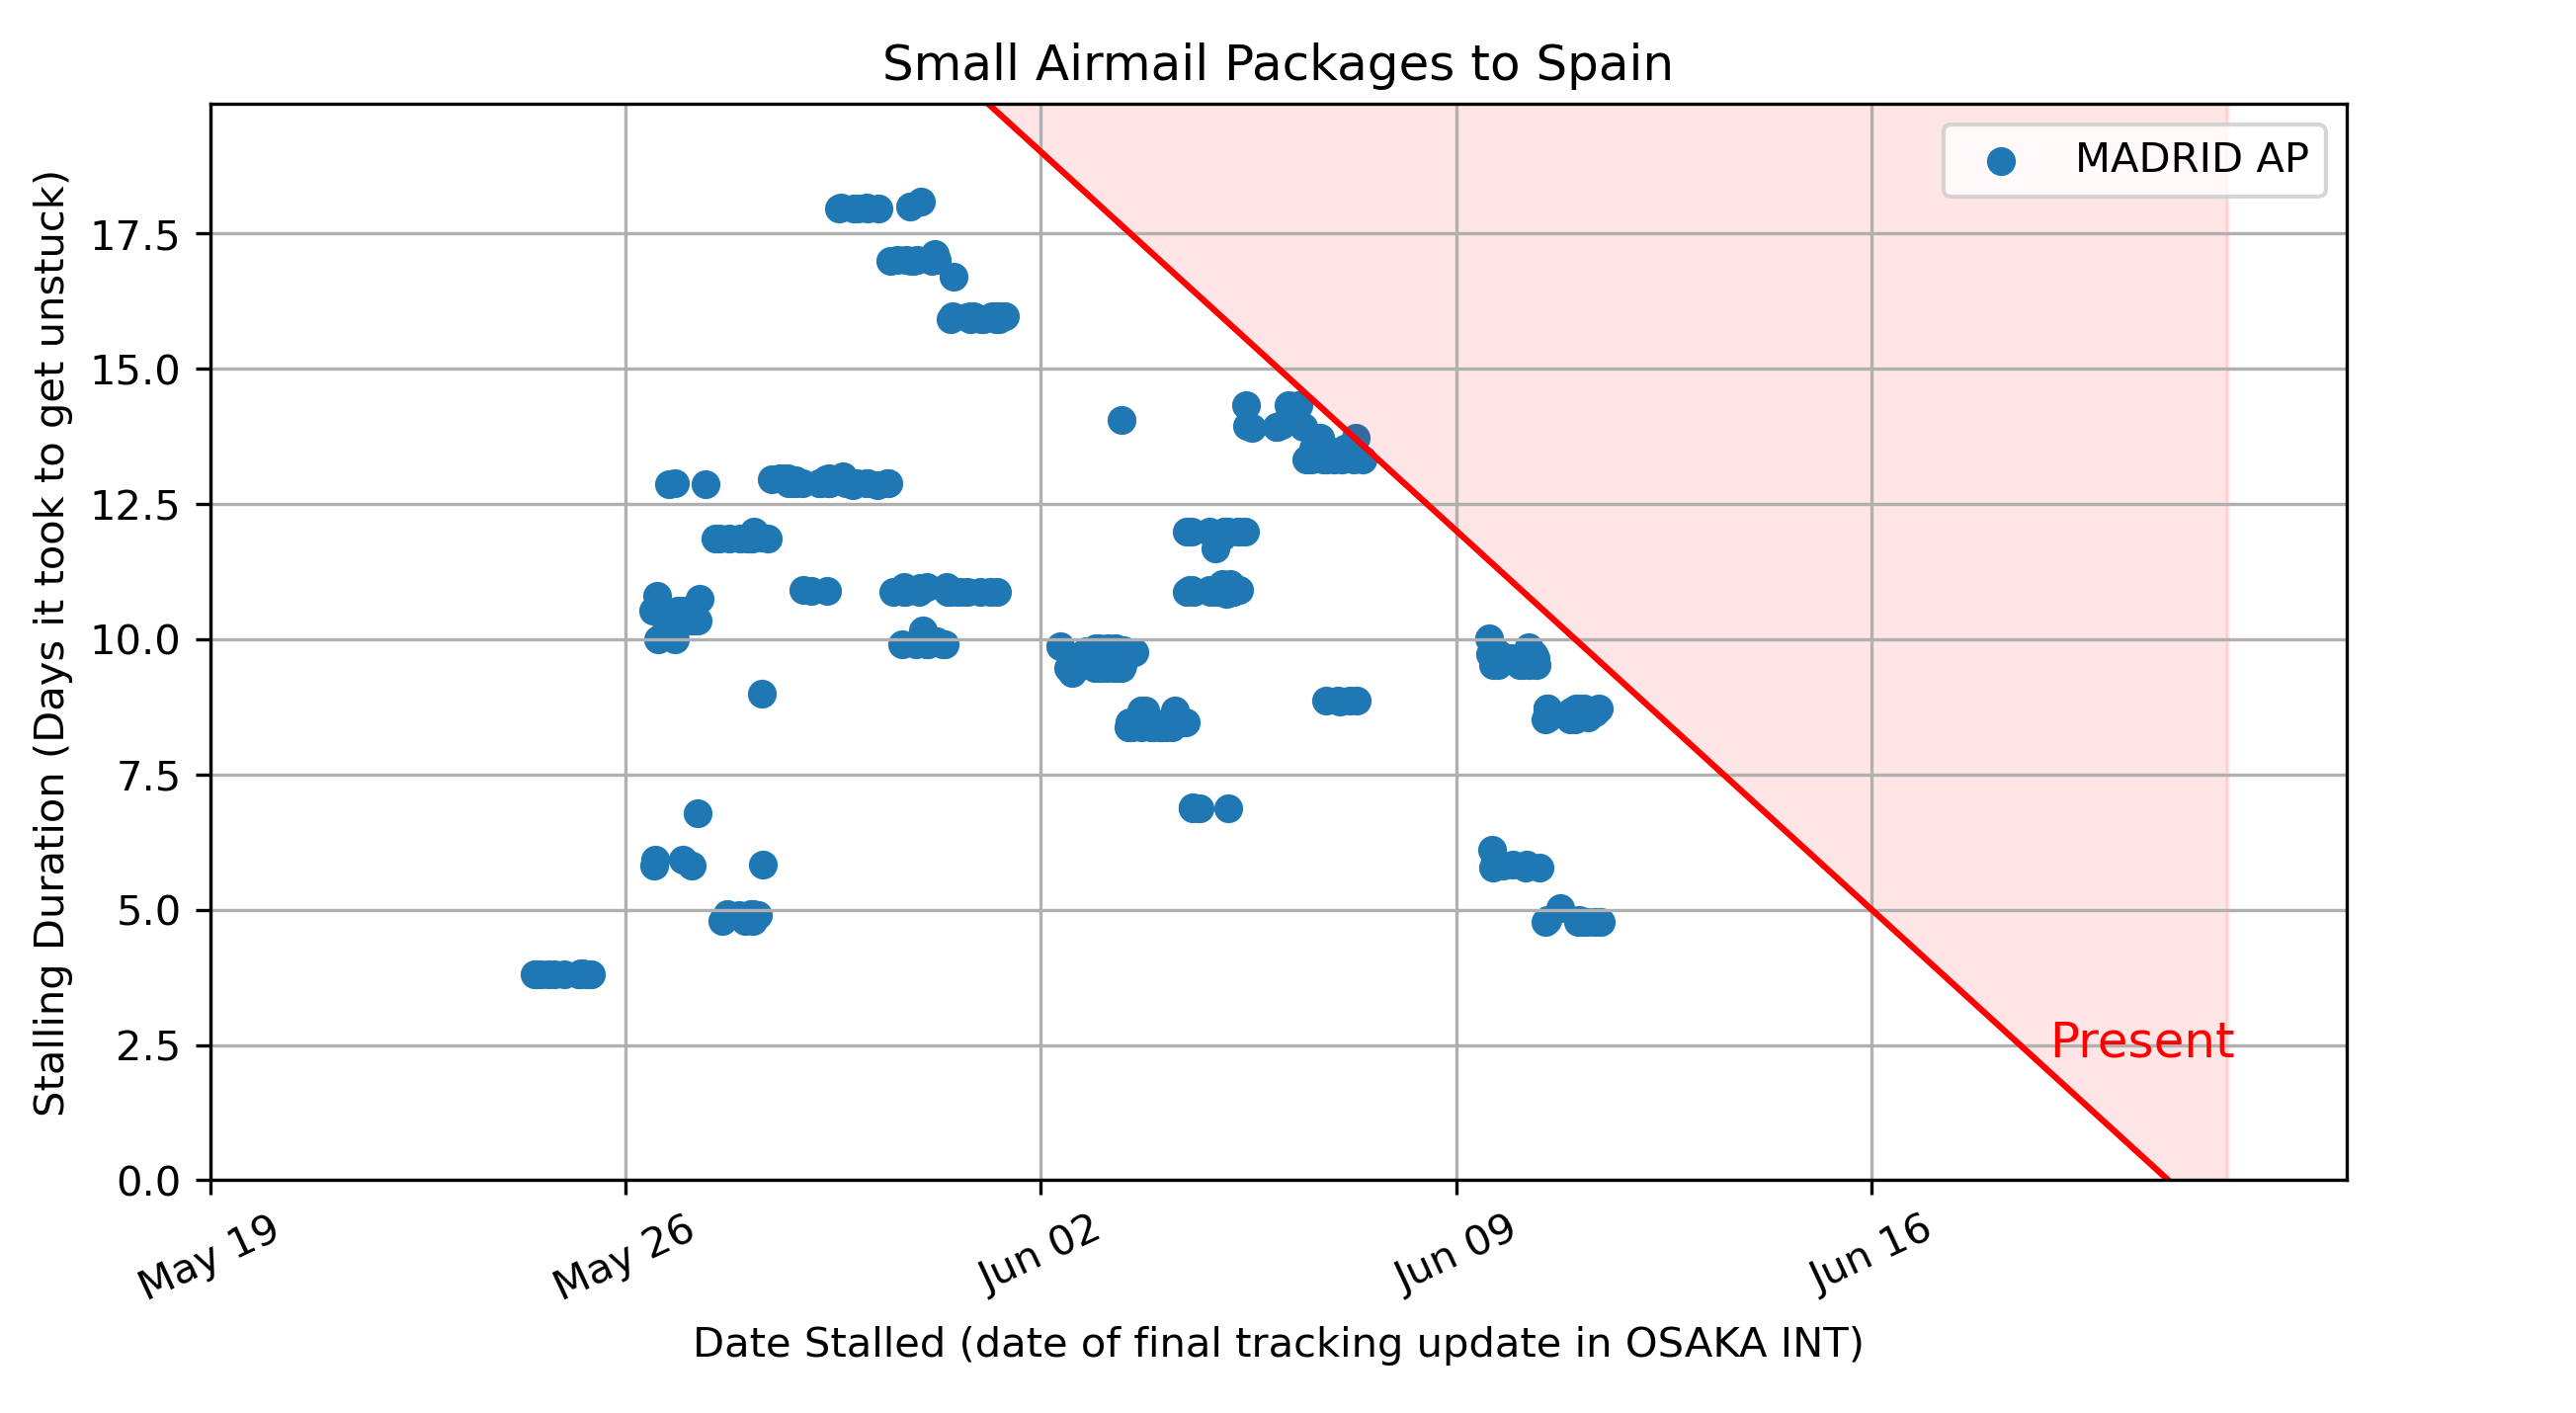 Small Airmail Packages to Spain
MADRID AP
Stalling Duration (Days it took to get unstuck)
17.5
15.0
12.5
10.0
7.5
5.0
2.5
0.0
Present
May 19
May 26
Jun 02
Jun 09
Jun 16
Date Stalled (date of final tracking update in OSAKA INT)